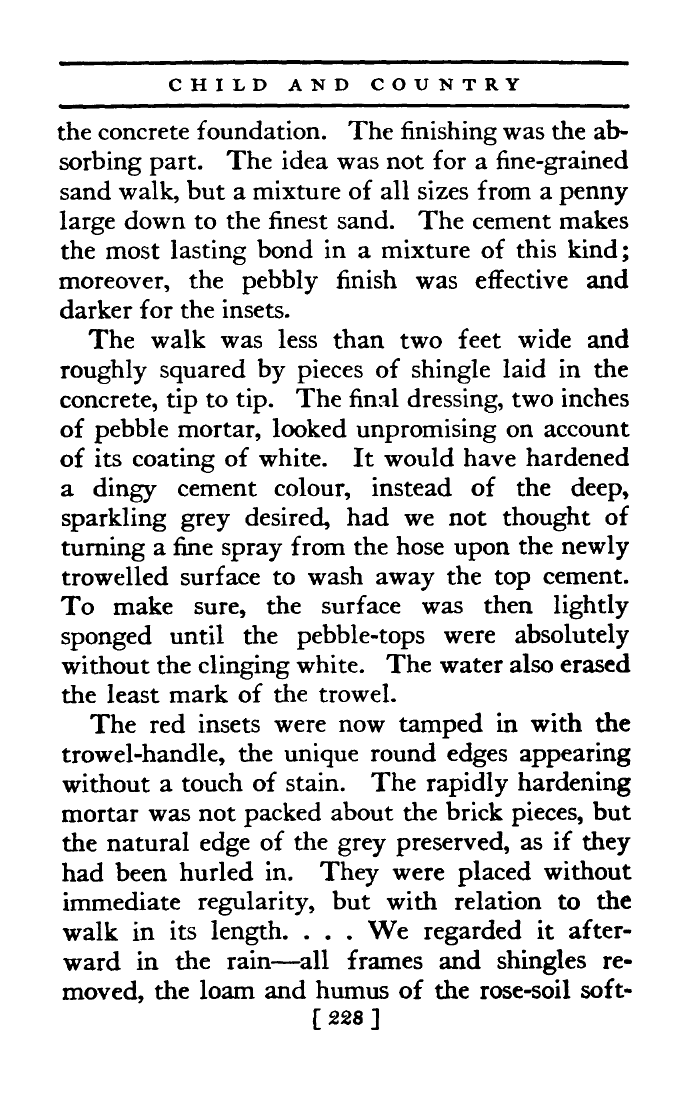 CHILD AND COUNTRY
the concrete foundation. The finishing was the ab-
sorbing part. The idea was not for a fine-grained
sand walk, but a mixture of all sizes from a penny
large down to the finest sand. The cement makes
the most lasting bond in a mixture of this kind;
moreover, the pebbly finish was effective and
darker for the insets.
The walk was less than two feet wide and
roughly squared by pieces of shingle laid in the
concrete, tip to tip. The final dressing, two inches
of pebble mortar, looked unpromising on account
of its coating of white. It would have hardened
a dingy cement colour, instead of the deep,
sparkling grey desired, had we not thought of
turning a fine spray from the hose upon the newly
trowelled surface to wash away the top cement.
To make sure, the surface was then lightly
sponged until the pebble-tops were absolutely
without the clinging white. The water also erased
the least mark of the trowel.
The red insets were now tamped in with the
trowel-handle, the unique round edges appearing
without a touch of stain. The rapidly hardening
mortar was not packed about the brick pieces, but
the natural edge of the grey preserved, as if they
had been hurled in. They were placed without
immediate regularity, but with relation to the
walk in its length. . . . We regarded it after-
ward in the rain—all frames and shingles re-
moved, the loam and humus of the rose-soil soft-
[ 228 ]